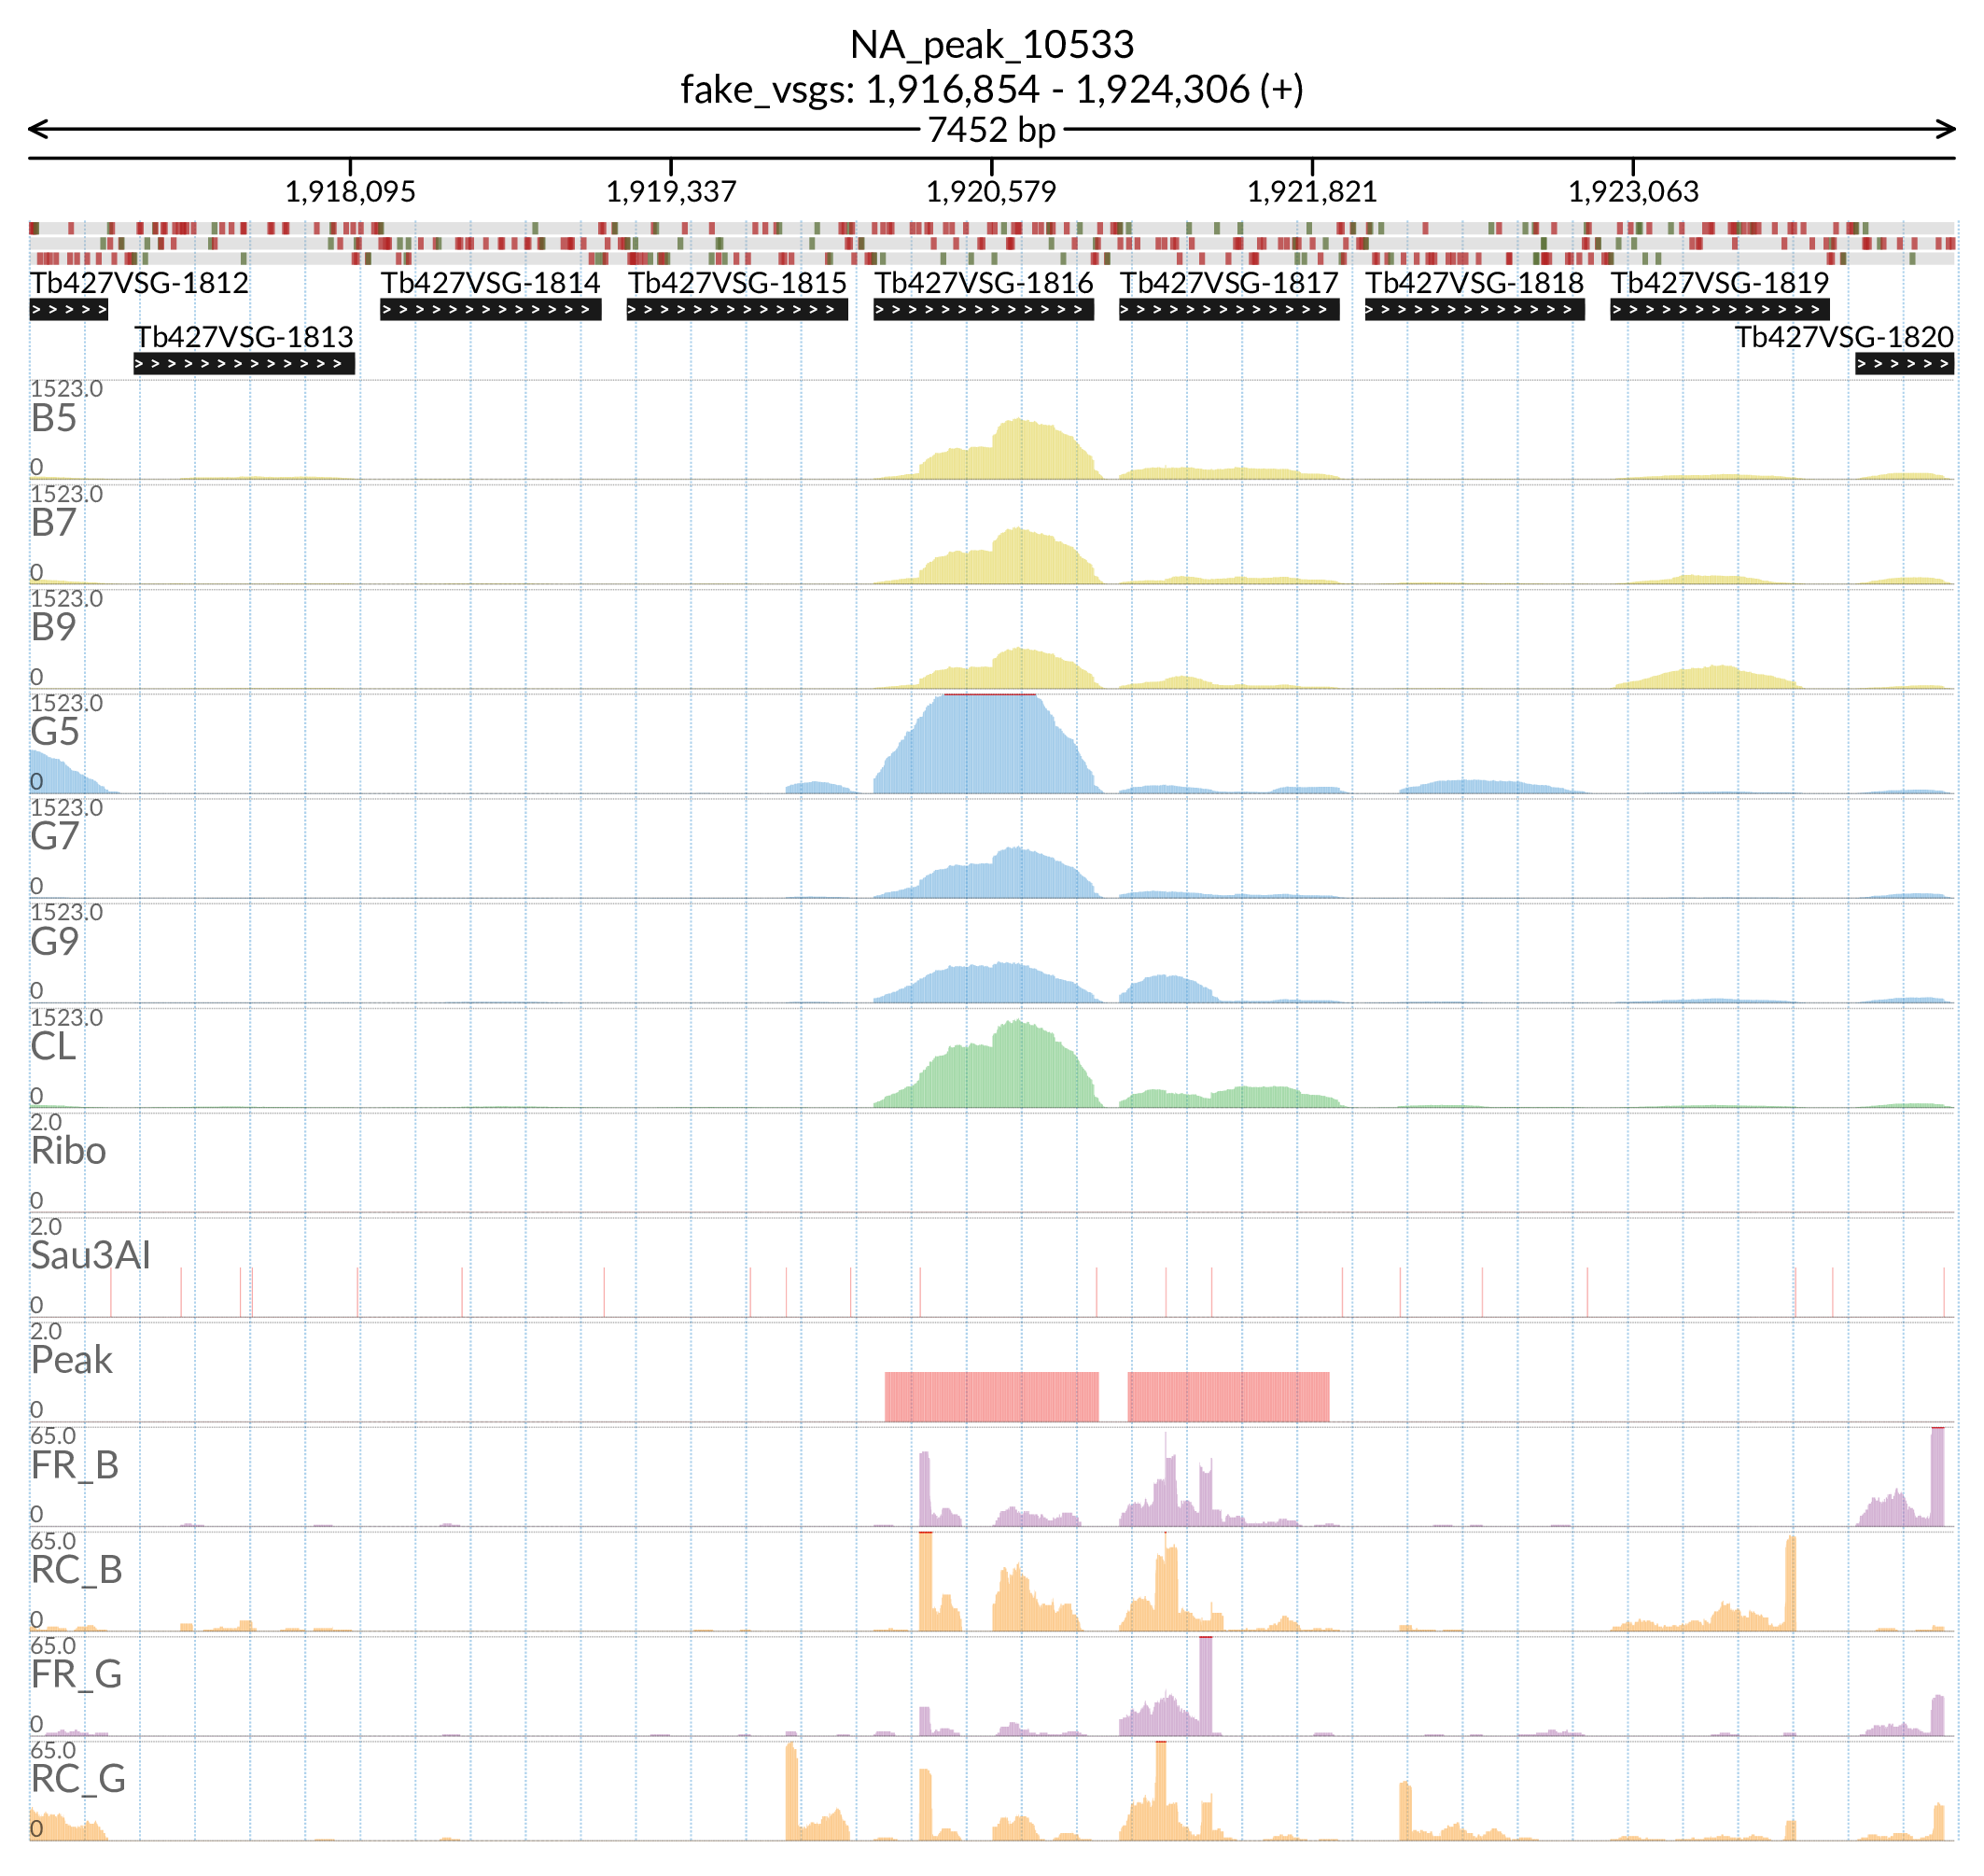 NA_peak_10533
fake_vsgs: 1,916,854 - 1,924,306 (+)
7452 bp
1,918,095 1,919,337 1,920,579 1,921,821 1,923,063
Tb427VSG-1812 Tb427VSG-1814 Tb427VSG-1815 Tb427VSG-1816 Tb427VSG-1817 Tb427VSG-1818 Tb427VSG-1819
Tb427VSG-1813 Tb427VSG-1820
1523.0
B5
0
1523.0
B7
0
1523.0
B9
0
1523.0
G5
0
1523.0
G7
0
1523.0
G9
0
1523.0
CL
0
2.0
Ribo
0
2.0
Sau3AI
0
2.0
Peak
0
65.0
FR_B
0
65.0
RC_B
0
65.0
FR_G
0
65.0
RC_G
0